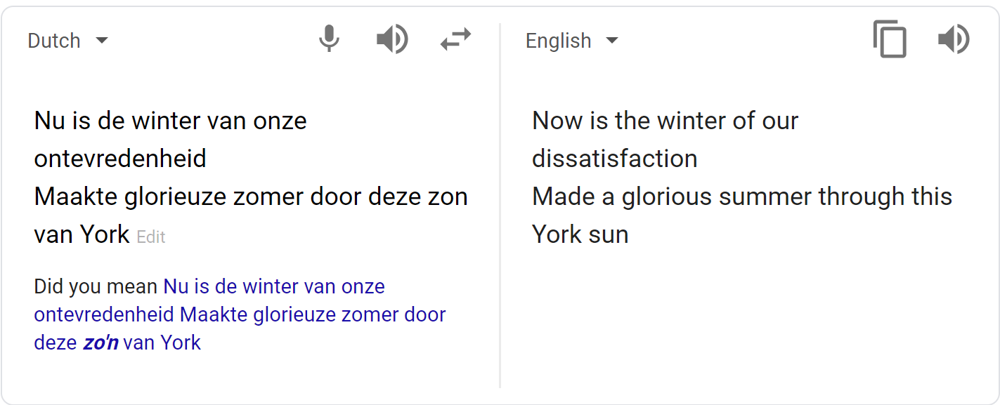 Dutch
Nu is de winter van onze
ontevredenheid
Maakte glorieuze zomer door deze zon
van York Edit
Did you mean Nu is de winter van onze
ontevredenheid Maakte glorieuze zomer door
deze zo'n van York
English
Now is the winter of our
dissatisfaction
Made a glorious summer through this
York sun